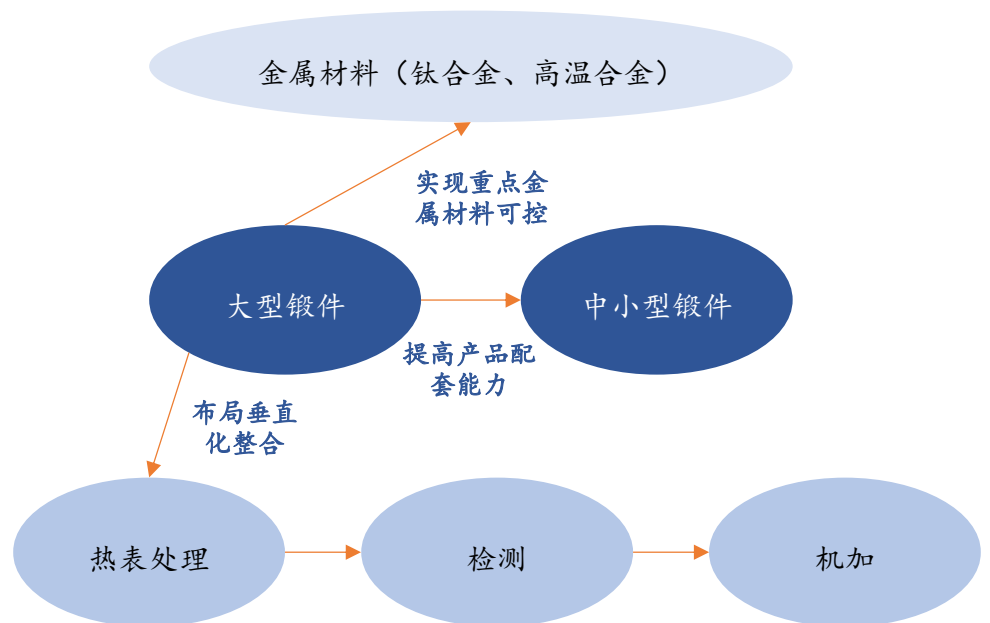 金属材料（钛合金、高温合金）
实现重点金
属材料可控
大型锻件
中小型锻件
提高产品配
套能力
布局垂直
化整合
热表处理
检测
机加